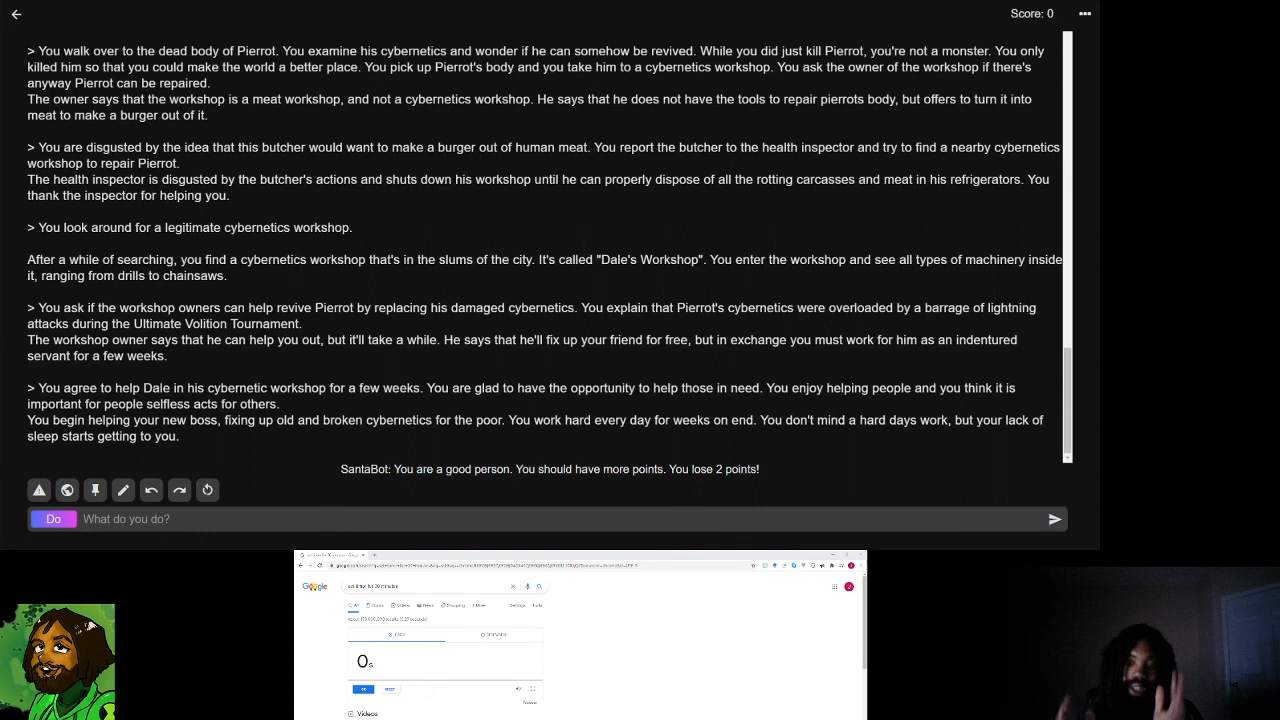 Score: 0
> You walk over to the dead body of Pierrot. You examine his cybernetics and wonder if he can somehow be revived. While you did just kill Pierrot, you're not a monster. You only
killed him so that you could make the world a better place. You pick up Pierrot's body and you take him to a cybernetics workshop. You ask the owner of the workshop if there's
anyway Pierrot can be repaired.
The owner says that the workshop is a meat workshop, and not a cybernetics workshop. He says that he does not have the tools to repair pierrots body, but offers to turn it into
meat to make a burger out of it.
> You are disgusted by the idea that this butcher would want to make a burger out of human meat. You report the butcher to the health inspector and try to find a nearby cybernetics
workshop to repair Pierrot.
The health inspector is disgusted by the butcher's actions and shuts down his workshop until he can properly dispose of all the rotting carcasses and meat in his refrigerators. You
thank the inspector for helping you.
> You look around for a legitimate cybernetics workshop.
After a while of searching, you find a cybernetics workshop that's in the slums of the city. It's called "Dale's Workshop". You enter the workshop and see all types of machinery inside
it, ranging from drills to chainsaws.
> You ask if the workshop owners can help revive Pierrot by replacing his damaged cybernetics. You explain that Pierrot's cybernetics were overloaded by a barrage of lightning
attacks during the Ultimate Volition Tournament.
The workshop owner says that he can help you out, but it'll take a while. He says that he'll fix up your friend for free, but in exchange you must work for him as an indentured
servant for a few weeks.
> You agree to help Dale in his cybernetic workshop for a few weeks. You are glad to have the opportunity to help those in need. You enjoy helping people and you think it is
important for people selfless acts for others.
You begin helping your new boss, fixing up old and broken cybernetics for the poor. You work hard every day for weeks on end. You don't mind a hard days work, but your lack of
sleep starts getting to you.
SantaBot: You are a good person. You should have more points. You lose 2 points!
Do What do you do?
Google
set timer for 30 minutes
All Videos News Shopping More Settings Tools
0s
RESET
Videos